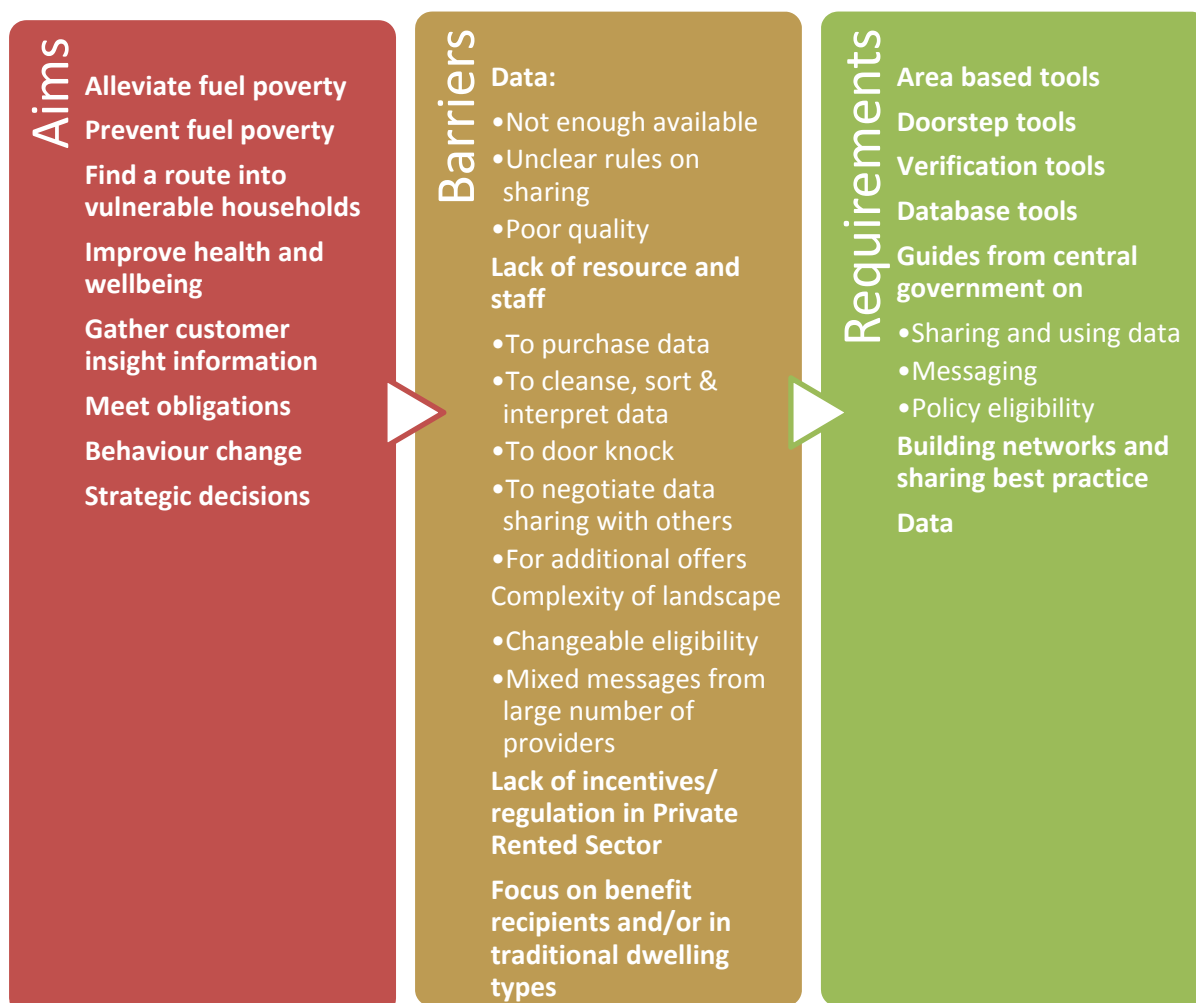 Aims
Alleviate fuel poverty
Prevent fuel poverty
Find a route into
vulnerable households
Improve health and
wellbeing
Gather customer
insight information
Meet obligations
Behaviour change
Strategic decisions
Barriers
Data:
•Not enough available
•Unclear rules on
sharing
•Poor quality
Lack of resource and
staff
•To purchase data
•To cleanse, sort &
interpret data
•To door knock
•To negotiate data
sharing with others
•For additional offers
Complexity of landscape
•Changeable eligibility
•Mixed messages from
large number of
providers
Lack of incentives/
regulation in Private
Rented Sector
Focus on benefit
recipients and/or in
traditional dwelling
types
Requirements
Area based tools
Doorstep tools
Verification tools
Database tools
Guides from central
government on
•Sharing and using data
•Messaging
•Policy eligibility
Building networks and
sharing best practice
Data